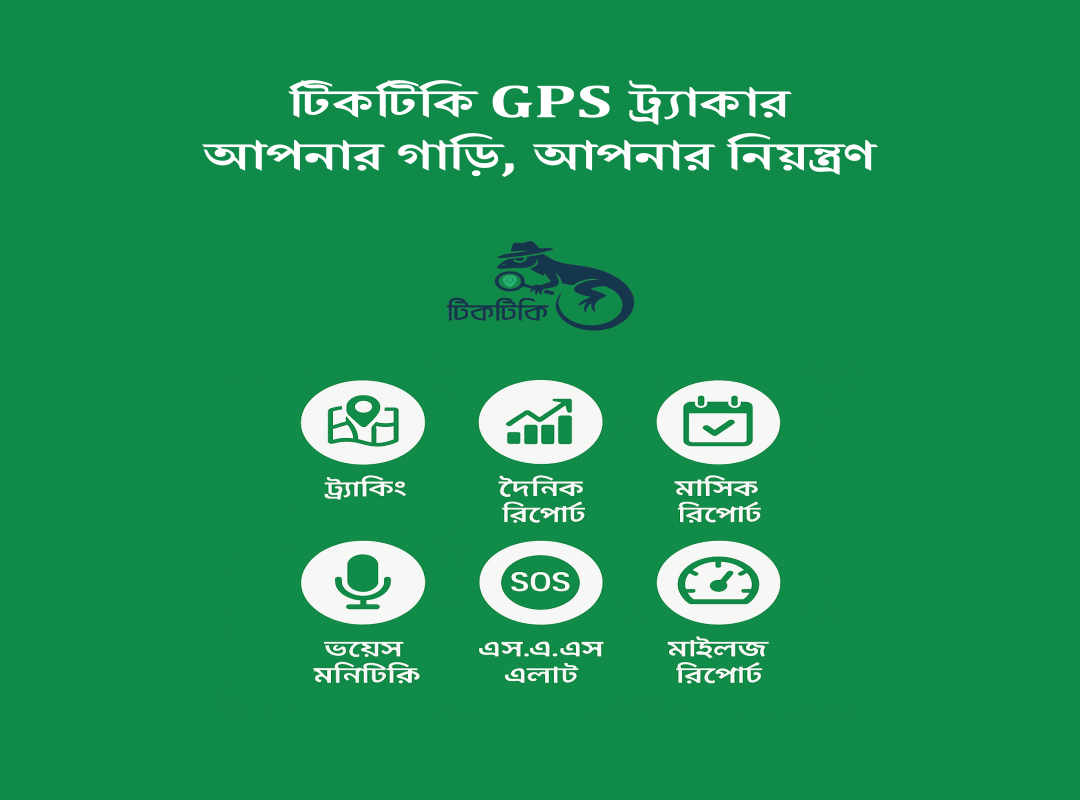 টিকটিকি GPS ট্র্যাকার
আপনার গাড়ি, আপনার নিয়ন্ত্রণ
টিকটিকি
ট্র্যাকিং
দৈনিক
রিপোর্ট
মাসিক
রিপোর্ট
ভয়েস
মনিটিক্রি
SOS
এস.এ.এস
এলাট
মাইলজ
রিপোর্ট